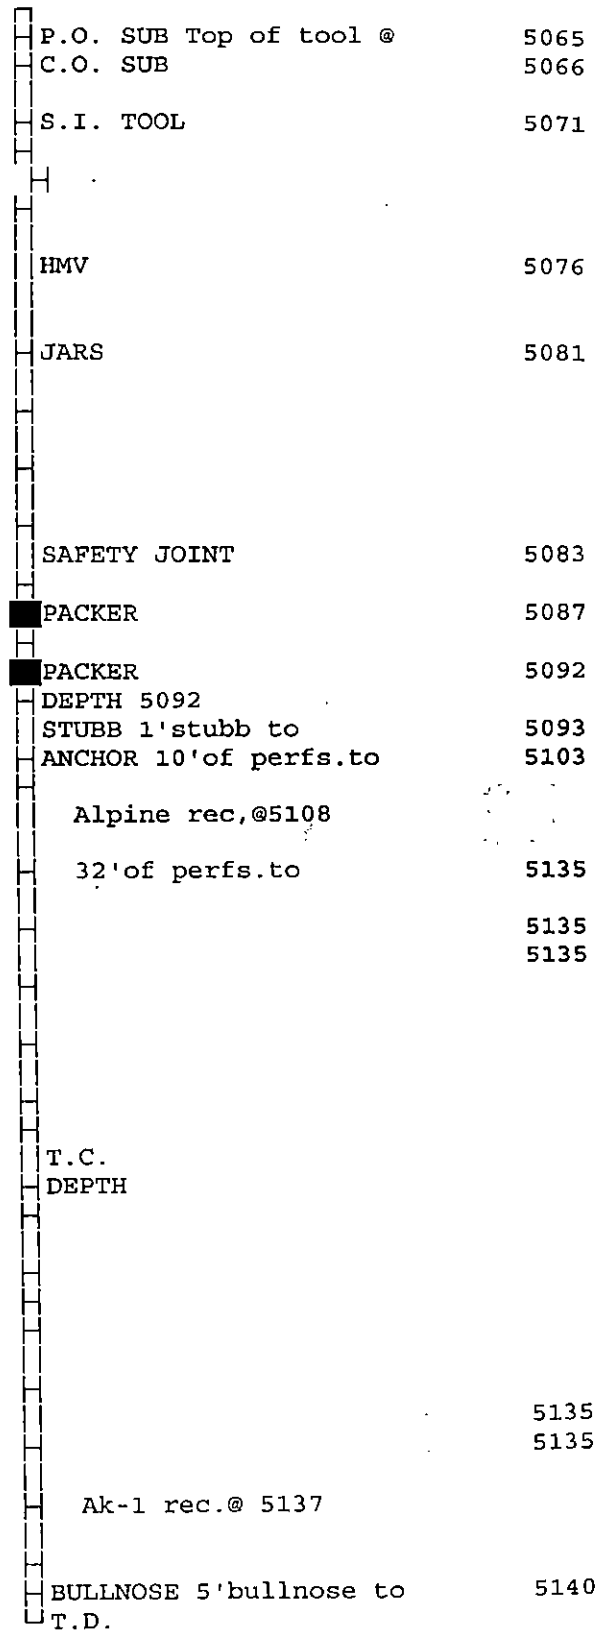 P.O. SUB Top of tool @ 5065
C.O. SUB 5066
S.I. TOOL 5071
HMV 5076
JARS 5081
SAFETY JOINT 5083
PACKER 5087
PACKER 5092
DEPTH 5092
STUBB 1'stubb to 5093
ANCHOR 10'of perfs.to 5103
Alpine rec,@5108
32'of perfs.to 5135
5135
5135
T.C.
DEPTH
5135
5135
Ak-1 rec.@ 5137
BULLNOSE 5'bullnose to 5140
T.D.